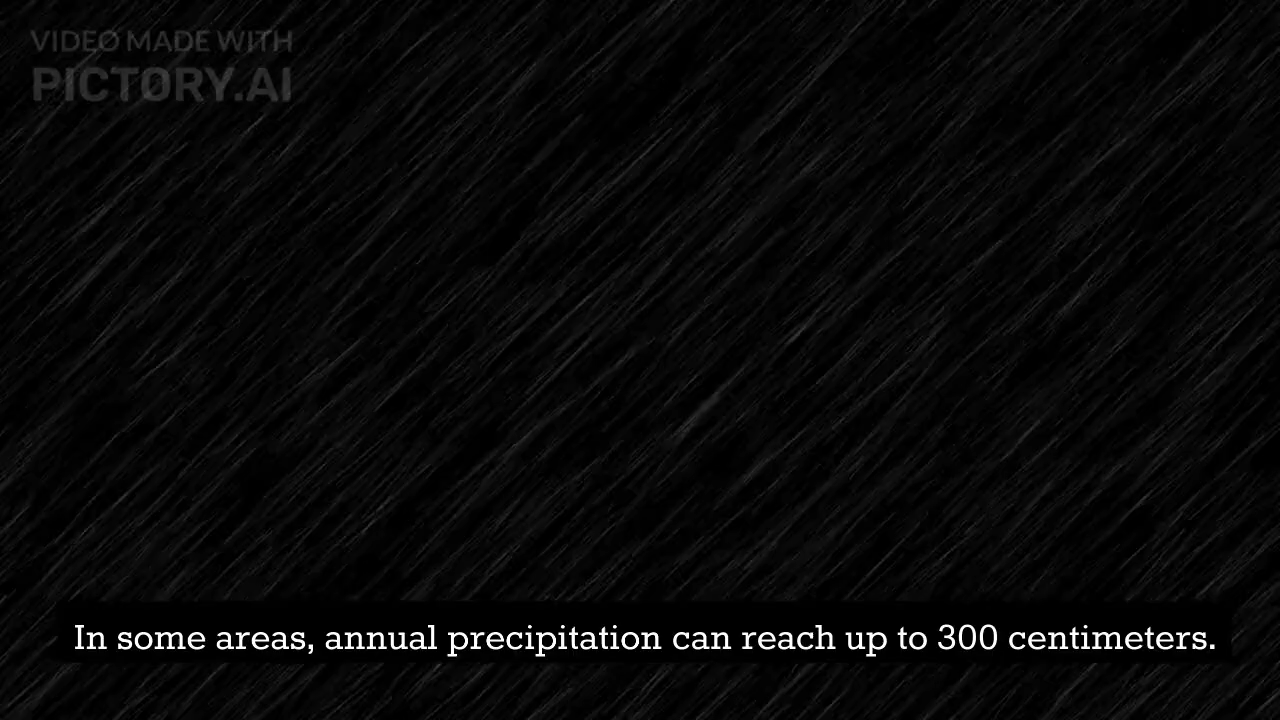 VIDEO MADE WITH
PICTORY.AI
In some areas, annual precipitation can reach up to 300 centimeters.